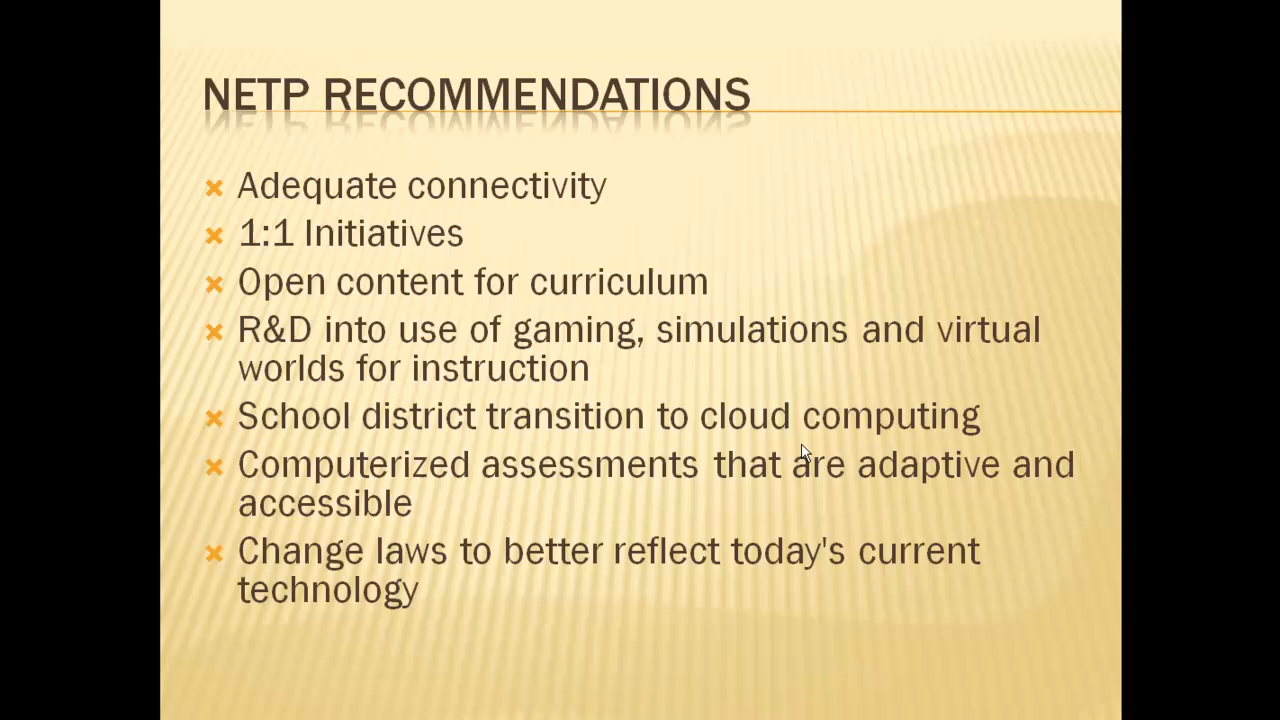 NETP RECOMMENDATIONS
Adequate connectivity
1:1 Initiatives
Open content for curriculum
R&D into use of gaming, simulations and virtual
worlds for instruction
School district transition to cloud computing
Computerized assessments that are adaptive and
accessible
Change laws to better reflect today's current
technology